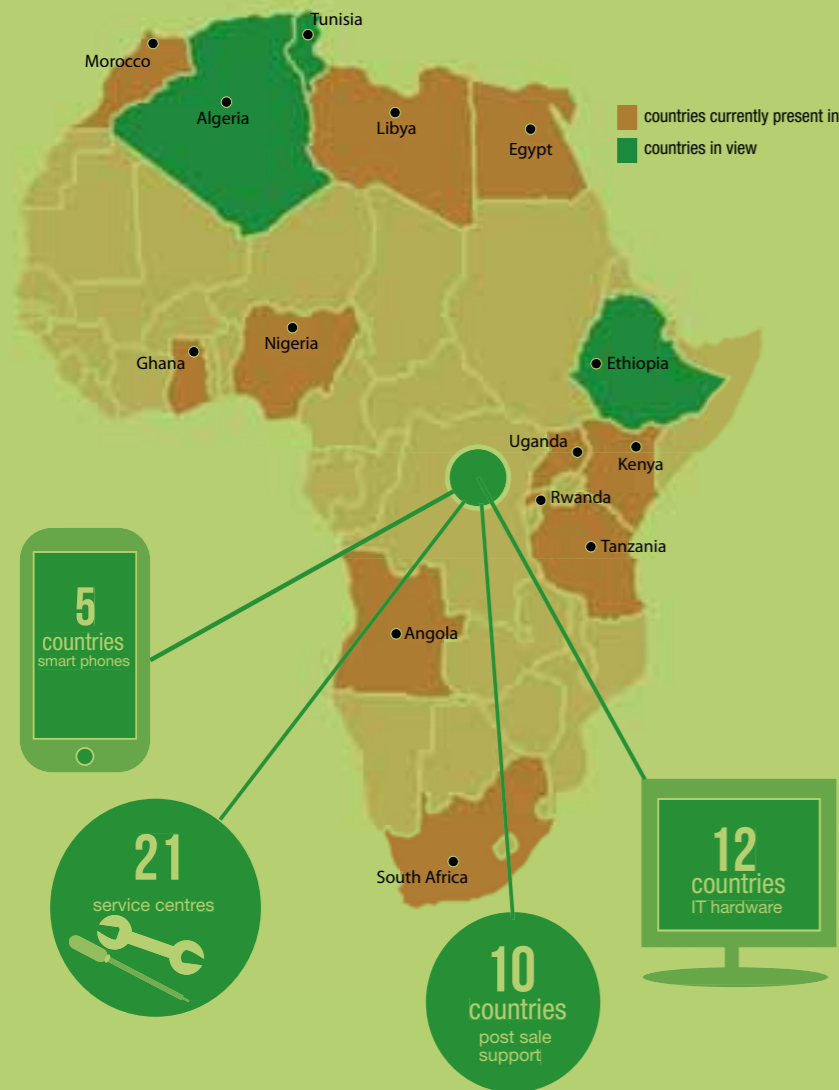 Tunisia
Morocco
Algeria
Libya
Egypt
countries currently present in
countries in view
Ghana
Nigeria
Ethiopia
Uganda
Kenya
Rwanda
Tanzania
Angola
South Africa
5
countries
smart phones
21
service centres
10
countries
post sale
support
12
countries
IT hardware